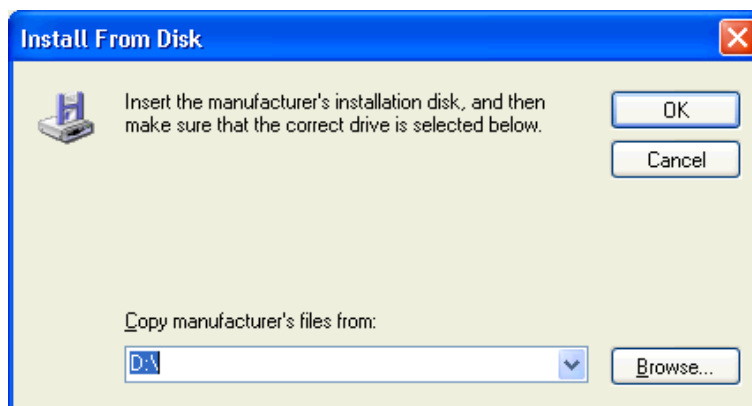 Install From Disk
Insert the manufacturer's installation disk, and then
make sure that the correct drive is selected below.
OK
Cancel
Copy manufacturer's files from:
D:\
Browse...